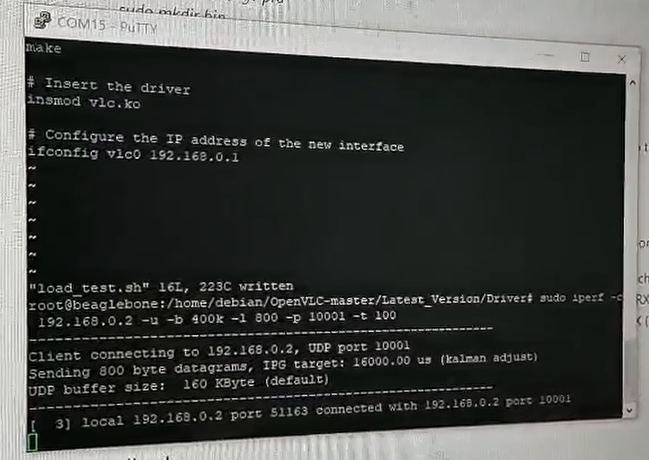 sudo mkdir bin
COM15 - PuTTY
make
# Insert the driver
insmod vlc.ko
# Configure the IP address of the new interface
ifconfig vlc0 192.168.0.1
~
~
~
~
~
~
~
"load_test.sh" 16L, 223C written
root@beaglebone:/home/debian/OpenVLC-master/Latest_Version/Driver# sudo iperf -c
192.168.0.2 -u -b 400k -l 800 -p 10001 -t 100
------------------------------------------------------------
Client connecting to 192.168.0.2, UDP port 10001
Sending 800 byte datagrams, IPG target: 16000.00 us (kalman adjust)
UDP buffer size:  160 KByte (default)
------------------------------------------------------------
[  3] local 192.168.0.2 port 51163 connected with 192.168.0.2 port 10001